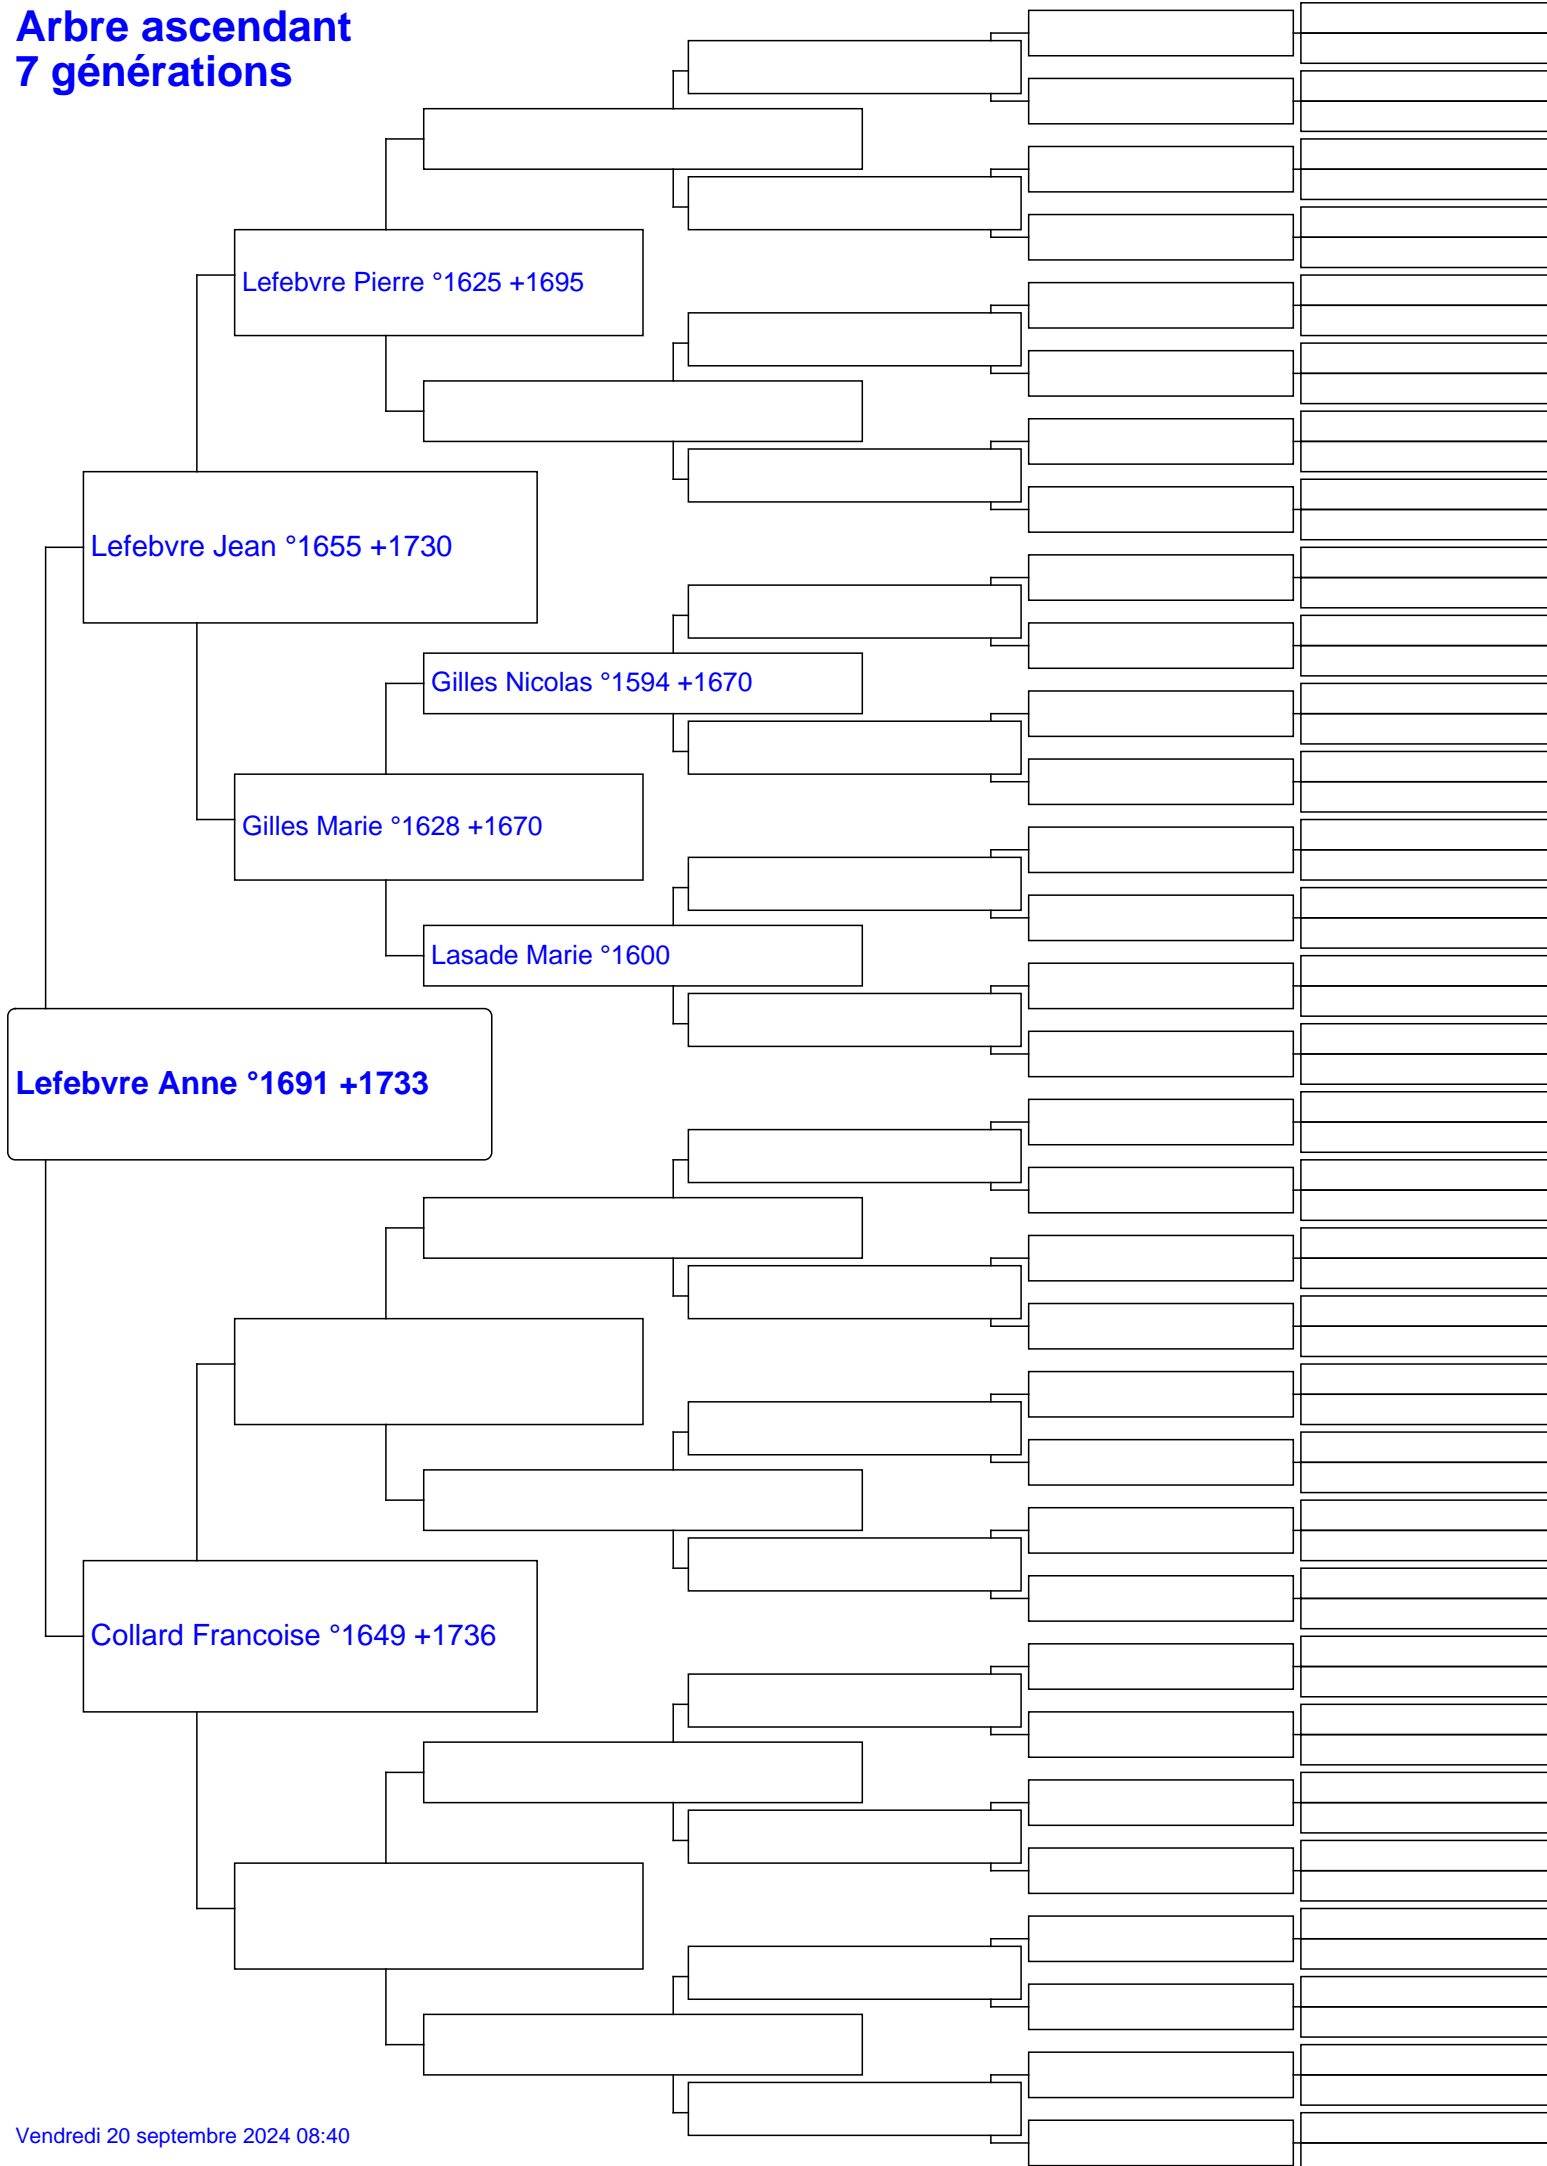 Arbre ascendant
7 générations
Lefebvre Pierre °1625 +1695
Lefebvre Jean °1655 +1730
Gilles Nicolas °1594 +1670
Gilles Marie °1628 +1670
Lasade Marie °1600
Lefebvre Anne °1691 +1733
Collard Francoise °1649 +1736
Vendredi 20 septembre 2024 08:40